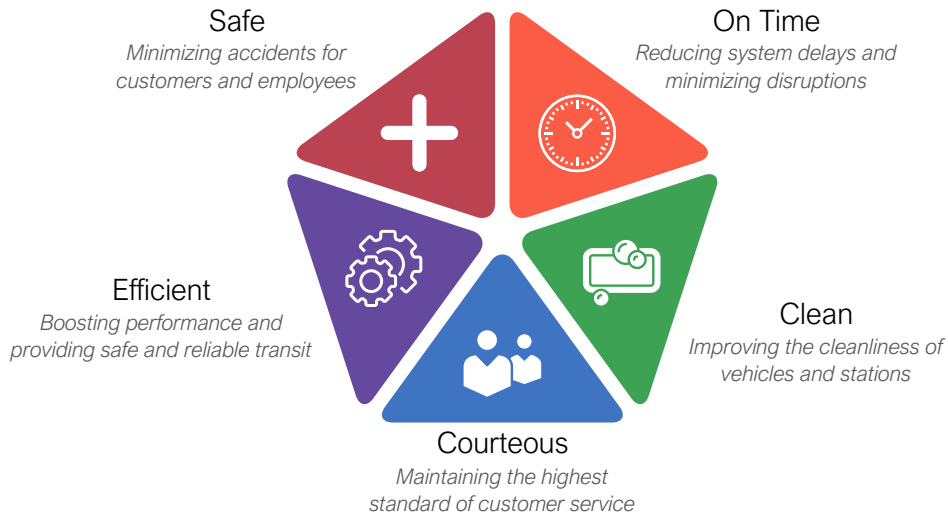 Safe
Minimizing accidents for
customers and employees
On Time
Reducing system delays and
minimizing disruptions
Efficient
Boosting performance and
providing safe and reliable transit
Clean
Improving the cleanliness of
vehicles and stations
Courteous
Maintaining the highest
standard of customer service